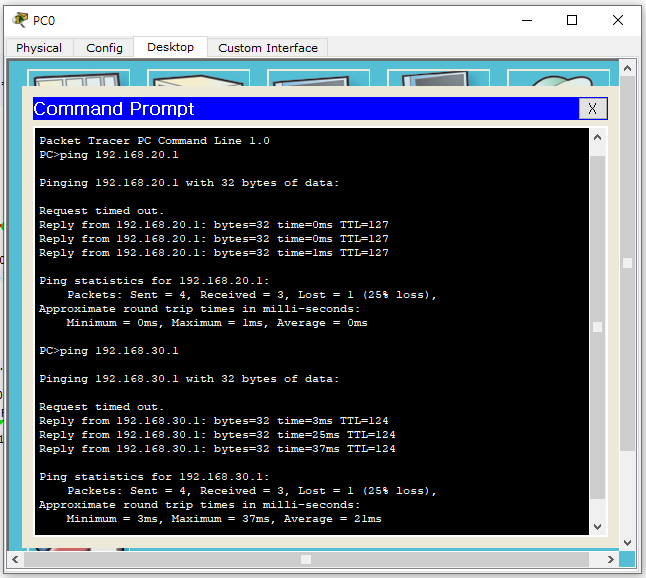 PC0
Physical Config Desktop Custom Interface
Command Prompt X
Packet Tracer PC Command Line 1.0
PC>ping 192.168.20.1
Pinging 192.168.20.1 with 32 bytes of data:
Request timed out.
Reply from 192.168.20.1: bytes=32 time=0ms TTL=127
Reply from 192.168.20.1: bytes=32 time=0ms TTL=127
Reply from 192.168.20.1: bytes=32 time=1ms TTL=127
Ping statistics for 192.168.20.1:
Packets: Sent = 4, Received = 3, Lost = 1 (25% loss),
Approximate round trip times in milli-seconds:
Minimum = 0ms, Maximum = 1ms, Average = 0ms
PC>ping 192.168.30.1
Pinging 192.168.30.1 with 32 bytes of data:
Request timed out.
Reply from 192.168.30.1: bytes=32 time=3ms TTL=124
Reply from 192.168.30.1: bytes=32 time=25ms TTL=124
Reply from 192.168.30.1: bytes=32 time=37ms TTL=124
Ping statistics for 192.168.30.1:
Packets: Sent = 4, Received = 3, Lost = 1 (25% loss),
Approximate round trip times in milli-seconds:
Minimum = 3ms, Maximum = 37ms, Average = 21ms